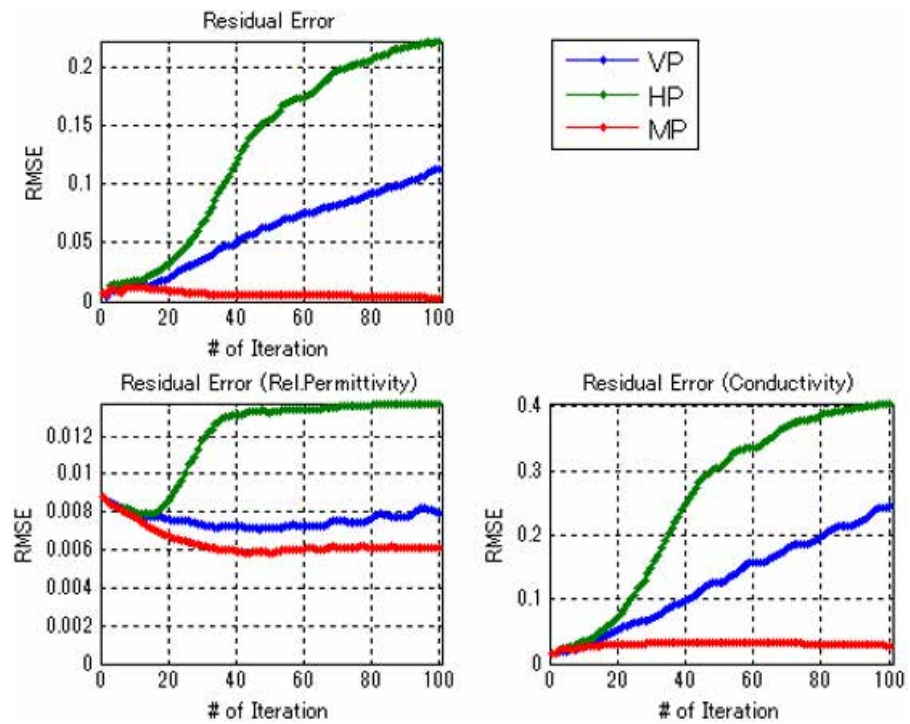 Residual Error
RMSE
0.2
0.15
0.1
0.05
0
0 20 40 60 80 100
# of Iteration
VP
HP
MP
Residual Error (Rel.Permittivity)
RMSE
0.012
0.01
0.008
0.006
0.004
0.002
0
0 20 40 60 80 100
# of Iteration
Residual Error (Conductivity)
RMSE
0.4
0.3
0.2
0.1
0
0 20 40 60 80 100
# of Iteration